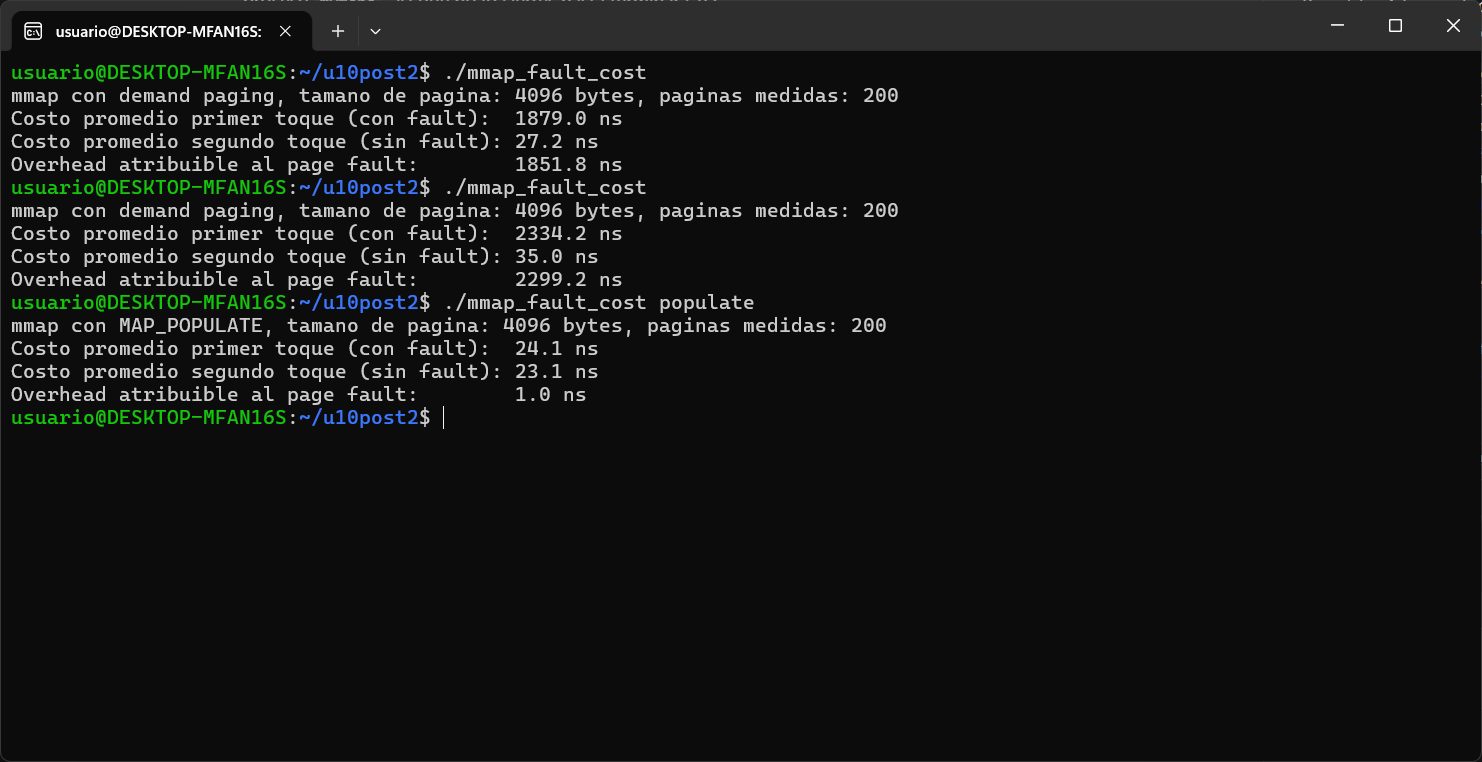 usuario@DESKTOP-MFAN16S:
usuario@DESKTOP-MFAN16S:~/u10post2$ ./mmap_fault_cost
mmap con demand paging, tamano de pagina: 4096 bytes, paginas medidas: 200
Costo promedio primer toque (con fault):  1879.0 ns
Costo promedio segundo toque (sin fault): 27.2 ns
Overhead atribuible al page fault:        1851.8 ns
usuario@DESKTOP-MFAN16S:~/u10post2$ ./mmap_fault_cost
mmap con demand paging, tamano de pagina: 4096 bytes, paginas medidas: 200
Costo promedio primer toque (con fault):  2334.2 ns
Costo promedio segundo toque (sin fault): 35.0 ns
Overhead atribuible al page fault:        2299.2 ns
usuario@DESKTOP-MFAN16S:~/u10post2$ ./mmap_fault_cost populate
mmap con MAP_POPULATE, tamano de pagina: 4096 bytes, paginas medidas: 200
Costo promedio primer toque (con fault):  24.1 ns
Costo promedio segundo toque (sin fault): 23.1 ns
Overhead atribuible al page fault:        1.0 ns
usuario@DESKTOP-MFAN16S:~/u10post2$